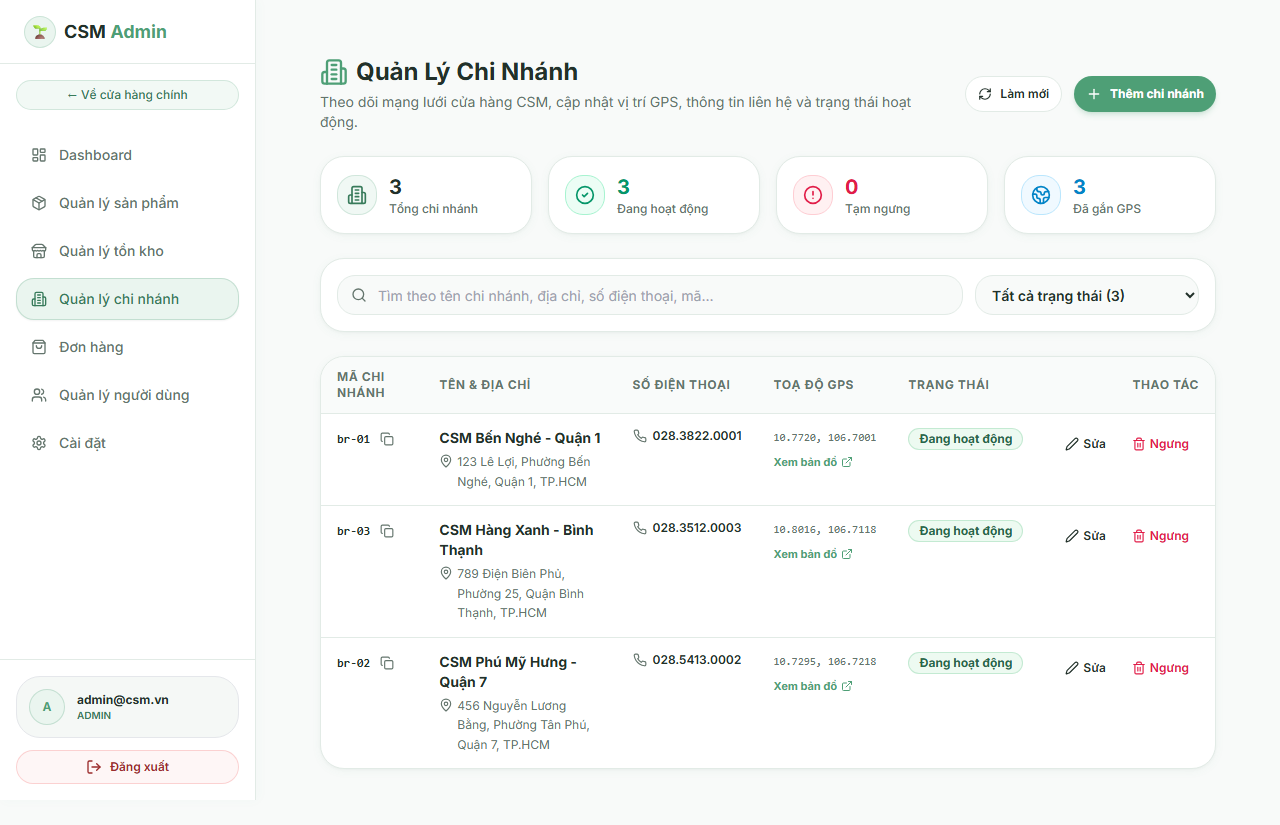 CSM Admin
← Về cửa hàng chính
Dashboard
Quản lý sản phẩm
Quản lý tồn kho
Quản lý chi nhánh
Đơn hàng
Quản lý người dùng
Cài đặt
A
admin@csm.vn
ADMIN
Đăng xuất
Quản Lý Chi Nhánh
Theo dõi mạng lưới cửa hàng CSM, cập nhật vị trí GPS, thông tin liên hệ và trạng thái hoạt
động.
Làm mới
Thêm chi nhánh
3
Tổng chi nhánh
3
Đang hoạt động
0
Tạm ngưng
3
Đã gắn GPS
Tìm theo tên chi nhánh, địa chỉ, số điện thoại, mã...
Tất cả trạng thái (3)
MÃ CHI
NHÁNH
TÊN & ĐỊA CHỈ
SỐ ĐIỆN THOẠI
TOẠ ĐỘ GPS
TRẠNG THÁI
THAO TÁC
br-01
CSM Bến Nghé - Quận 1
123 Lê Lợi, Phường Bến
Nghé, Quận 1, TP.HCM
028.3822.0001
10.7720, 106.7001
Xem bản đồ
Đang hoạt động
Sửa
Ngưng
br-03
CSM Hàng Xanh - Bình
Thạnh
789 Điện Biên Phủ,
Phường 25, Quận Bình
Thạnh, TP.HCM
028.3512.0003
10.8016, 106.7118
Xem bản đồ
Đang hoạt động
Sửa
Ngưng
br-02
CSM Phú Mỹ Hưng -
Quận 7
456 Nguyễn Lương
Bằng, Phường Tân Phú,
Quận 7, TP.HCM
028.5413.0002
10.7295, 106.7218
Xem bản đồ
Đang hoạt động
Sửa
Ngưng